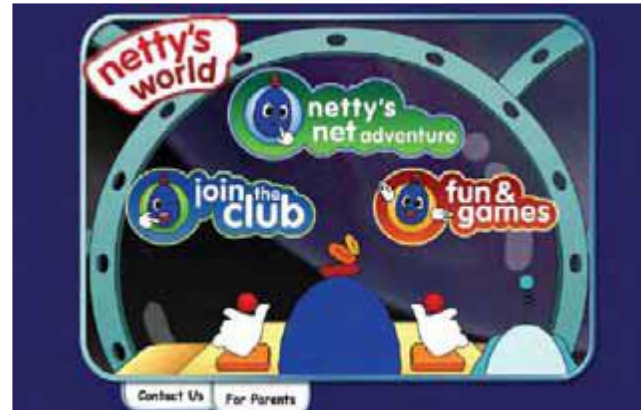 netty's
world
netty's
net adventure
join the
club
fun &
games
Contact Us
For Parents